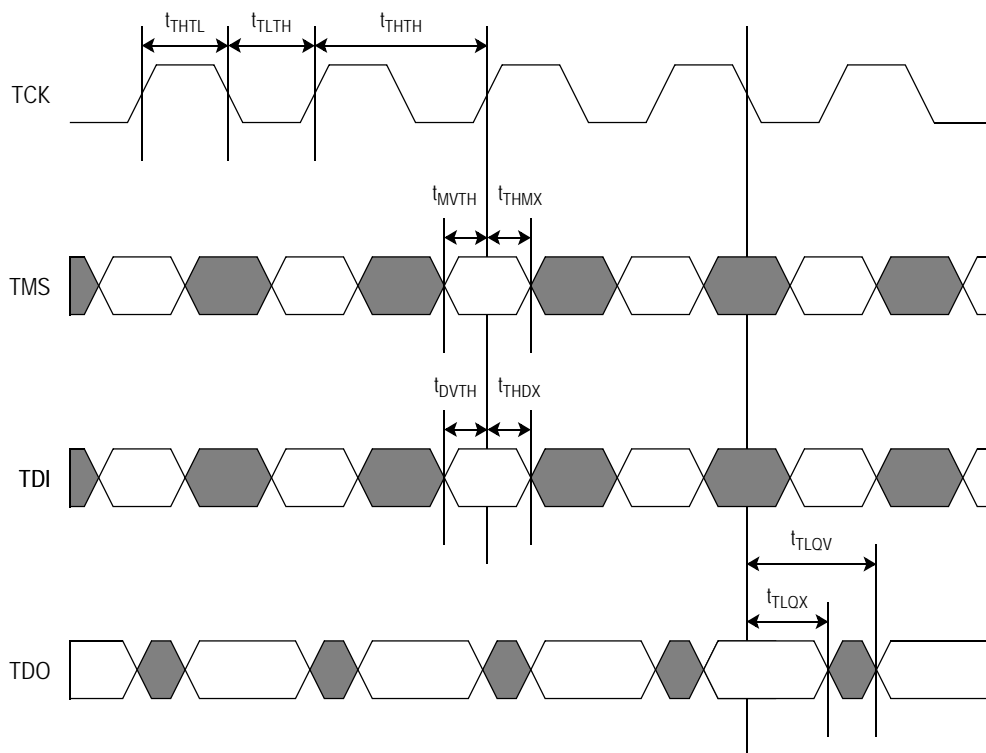 tTHTL tTLTH tTHTH
TCK
tMVTH tTHMX
TMS
tDVTH tTHDX
TDI
tTLQV
tTLQX
TDO